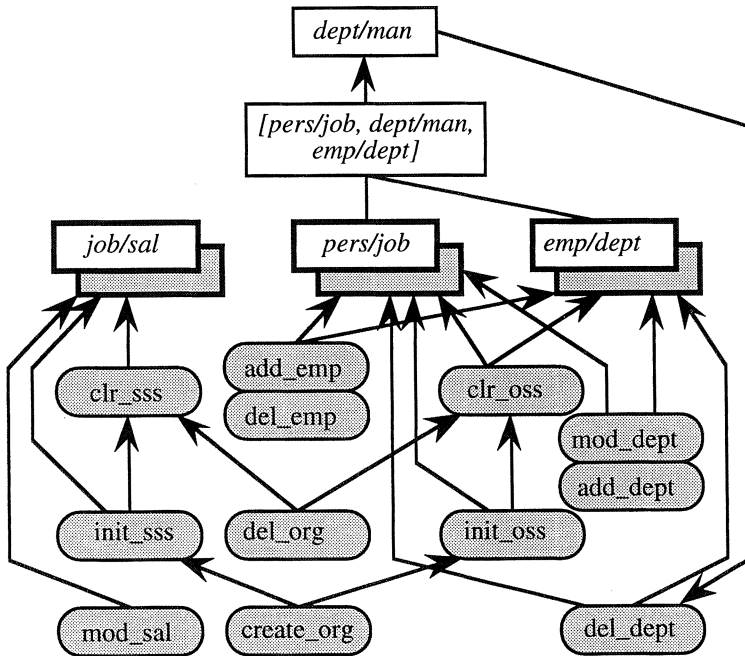 dept/man
[pers/job, dept/man,
emp/dept]
job/sal
pers/job
emp/dept
add_emp
clr_sss
clr_oss
del_emp
mod_dept
add_dept
init_sss
del_org
init_oss
mod_sal
create_org
del_dept